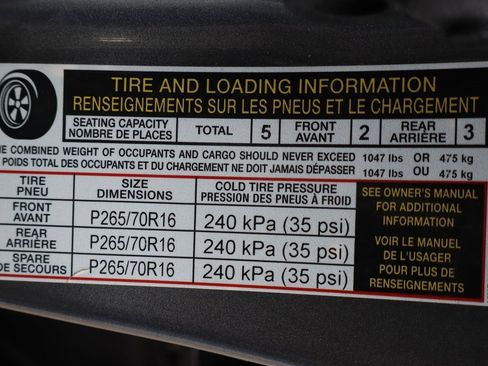 TIRE AND LOADING INFORMATION
RENSEIGNEMENTS SUR LES PNEUS ET LE CHARGEMENT
SEATING CAPACITY
NOMBRE DE PLACES
TOTAL
5
FRONT
AVANT
2
REAR
ARRIÈRE
3
COMBINED WEIGHT OF OCCUPANTS AND CARGO SHOULD NEVER EXCEED 1047 lbs OR 475 kg
POIDS TOTAL DES OCCUPANTS ET DU CHARGEMENT NE DOIT JAMAIS DÉPASSER 1047 lbs OU 475 kg
TIRE
PNEU
SIZE
DIMENSIONS
COLD TIRE PRESSURE
PRESSION DES PNEUS À FROID
FRONT
AVANT
P265/70R16
240 kPa (35 psi)
REAR
ARRIÈRE
P265/70R16
240 kPa (35 psi)
SPARE
DE SECOURS
P265/70R16
240 kPa (35 psi)
SEE OWNER'S MANUAL
FOR ADDITIONAL
INFORMATION
VOIR LE MANUEL
DE L'USAGER
POUR PLUS DE
RENSEIGNEMENTS